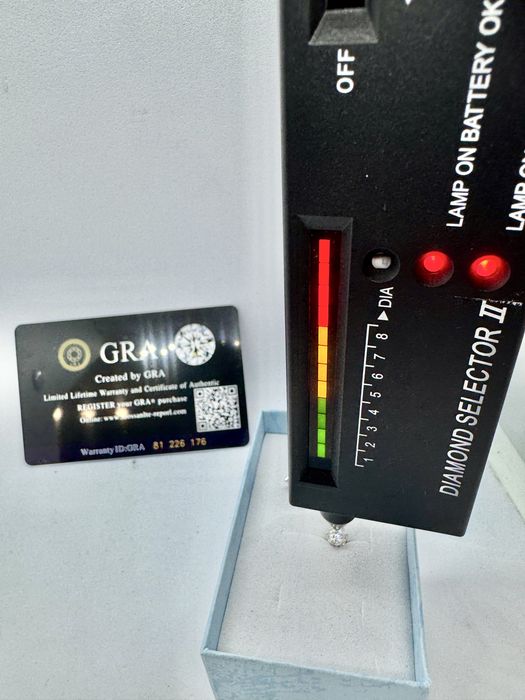 OFF
LAMP ON BATTERY OK
LAMP
DIA
1 2 3 4 5 6 7 8
DIAMOND SELECTOR II
GRA
Created by GRA
Limited Lifetime Warranty and Certificate of Authentic
REGISTER your GRA® purchase
Online:
Warranty ID:GRA 81 226 176